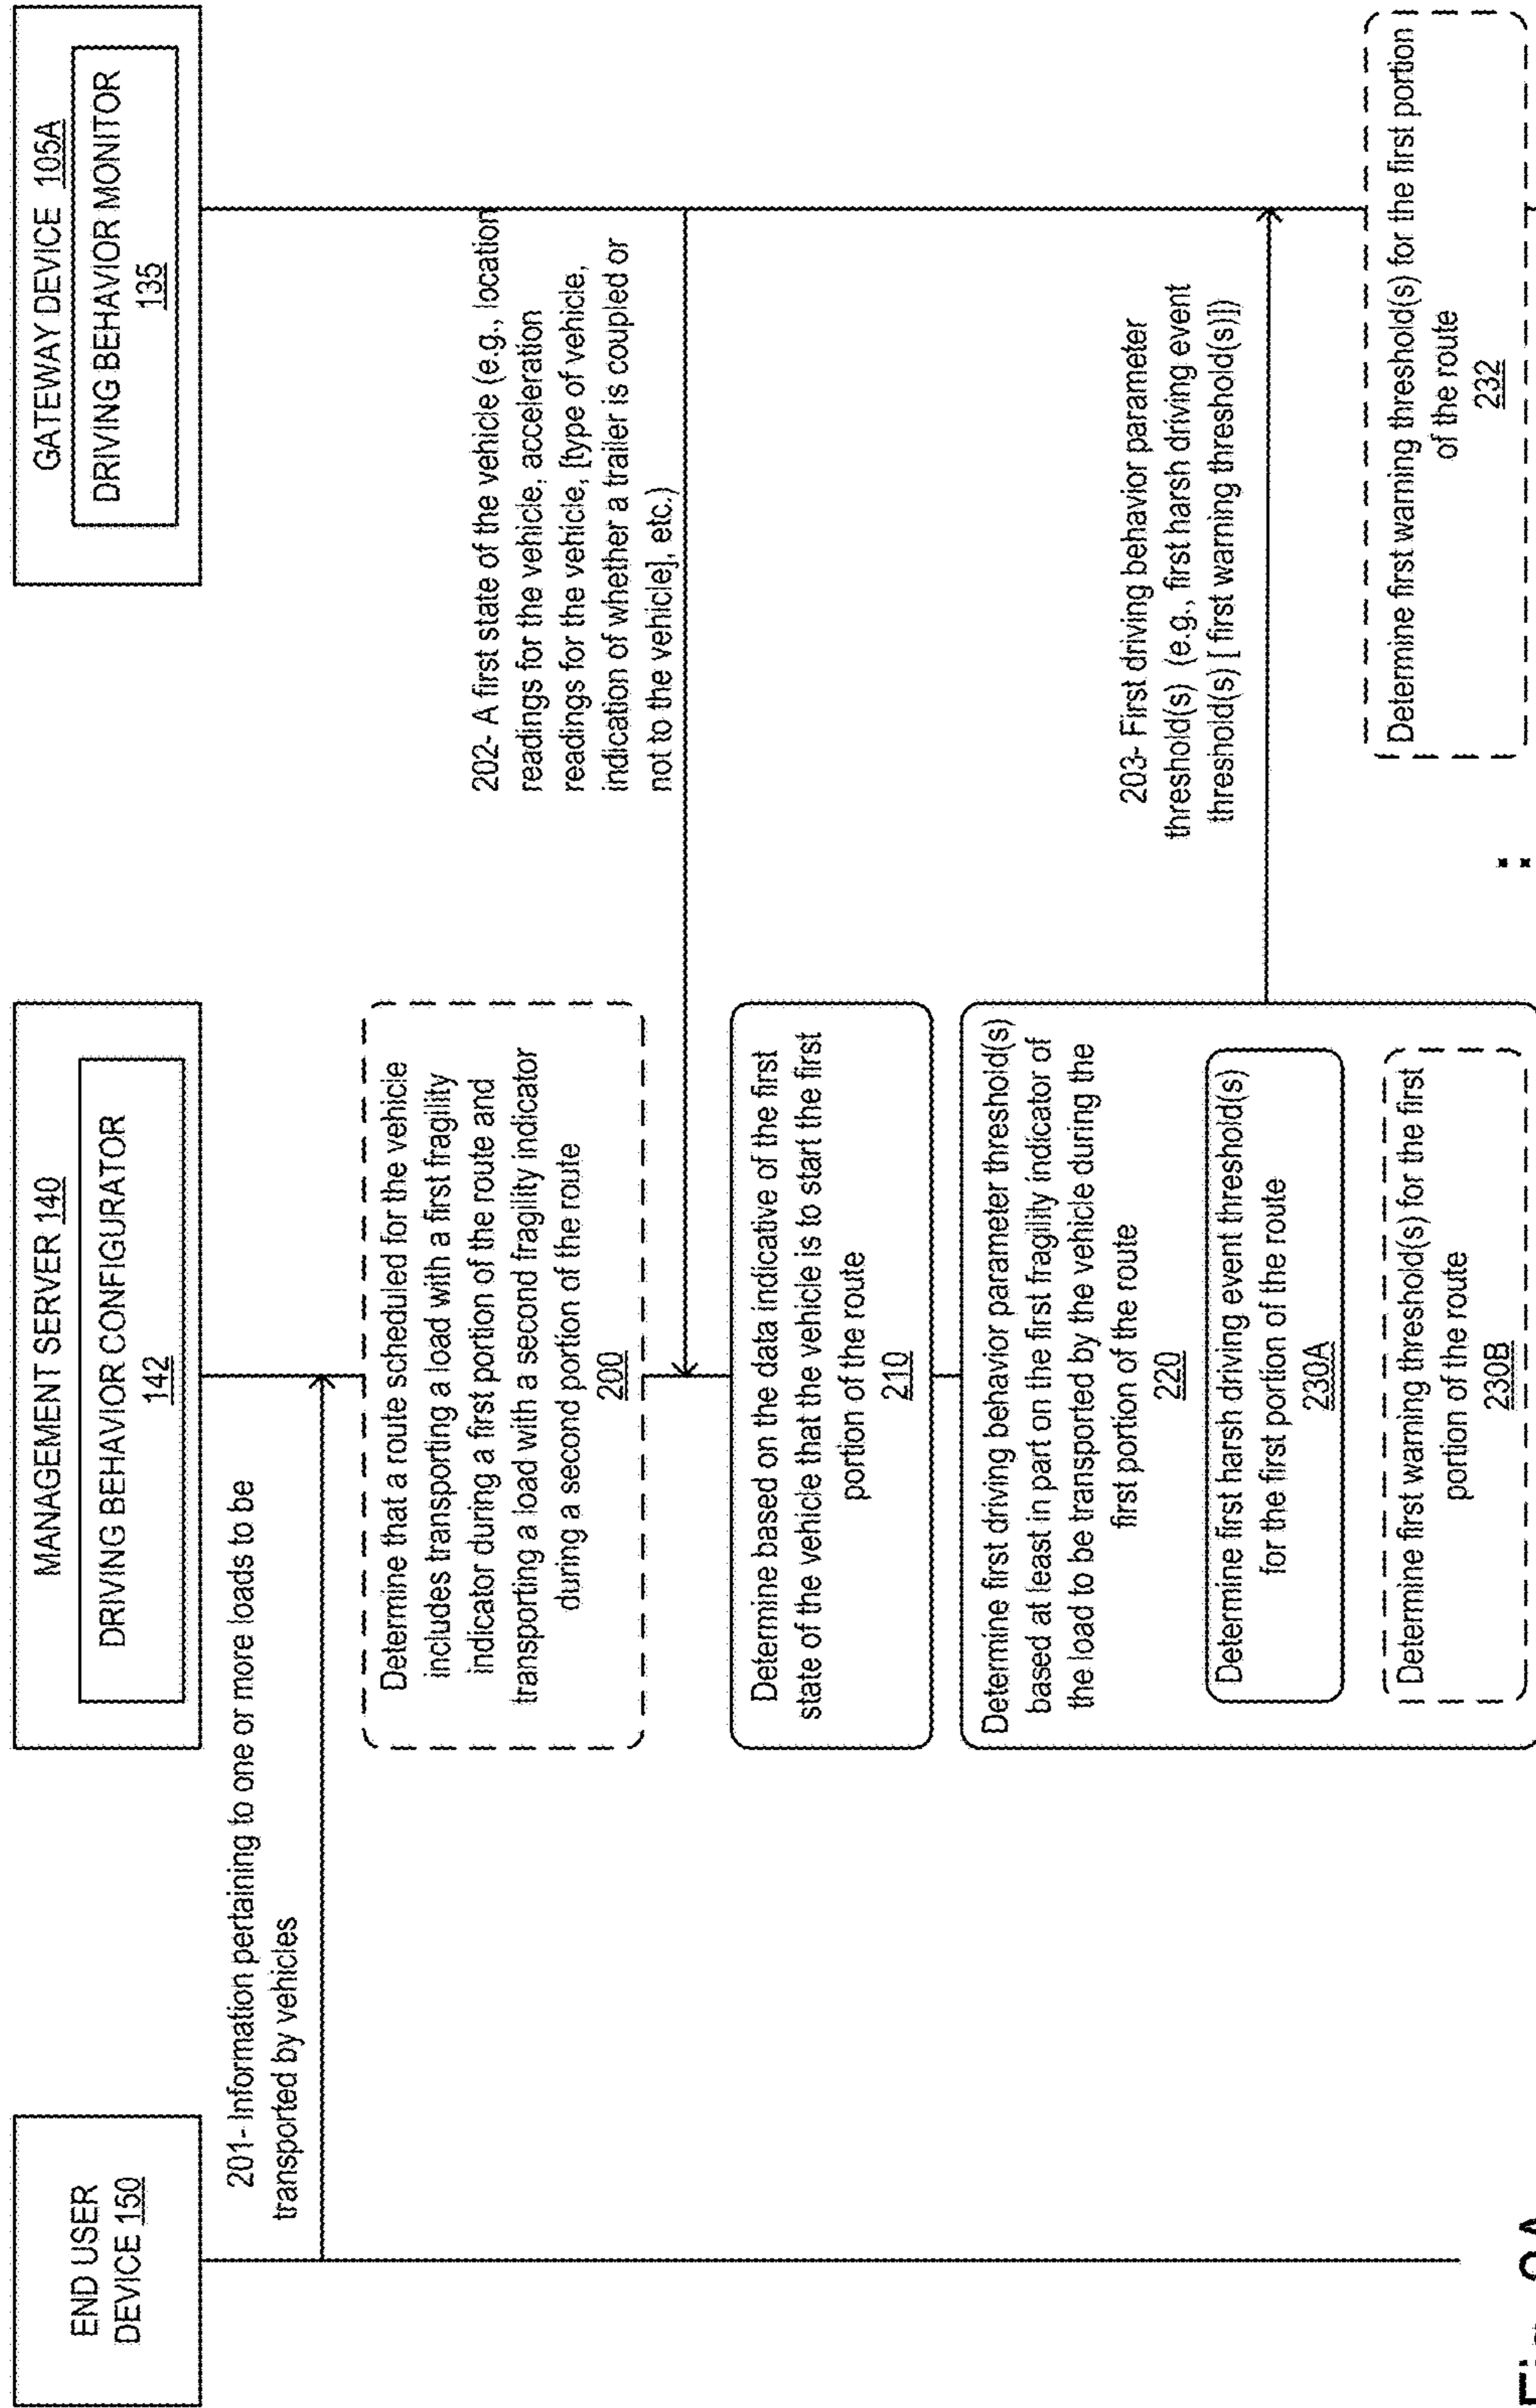 END USER
DEVICE 150
MANAGEMENT SERVER 140
DRIVING BEHAVIOR CONFIGURATOR
142
GATEWAY DEVICE 105A
DRIVING BEHAVIOR MONITOR
135
201- Information pertaining to one or more loads to be
transported by vehicles
Determine that a route scheduled for the vehicle
includes transporting a load with a first fragility
indicator during a first portion of the route and
transporting a load with a second fragility indicator
during a second portion of the route
200
202- A first state of the vehicle (e.g., location
readings for the vehicle, acceleration
readings for the vehicle, [type of vehicle,
indication of whether a trailer is coupled or
not to the vehicle], etc.)
Determine based on the data indicative of the first
state of the vehicle that the vehicle is to start the first
portion of the route
210
Determine first driving behavior parameter threshold(s)
based at least in part on the first fragility indicator of
the load to be transported by the vehicle during the
first portion of the route
220
Determine first harsh driving event threshold(s)
for the first portion of the route
230A
Determine first warning threshold(s) for the first
portion of the route
230B
203- First driving behavior parameter
threshold(s) (e.g., first harsh driving event
threshold(s) [ first warning threshold(s)])
Determine first warning threshold(s) for the first portion
of the route
232